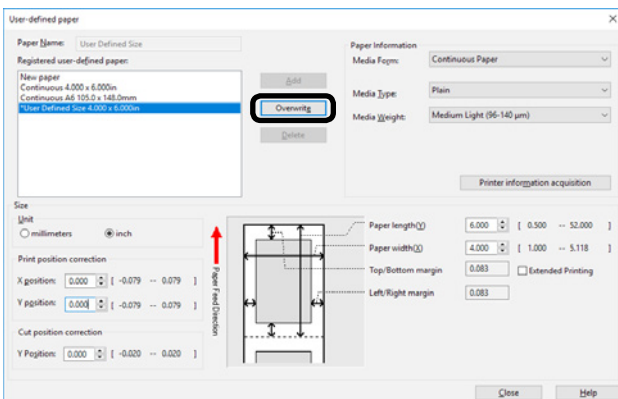 User-defined paper
Paper Name: User Defined Size
Registered user-defined paper:
New paper
Continuous 4.000 x 6.000in
Continuous A6 105.0 x 148.0mm
*User Defined Size 4.000 x 6.000in
Add
Overwrite
Delete
Paper Information
Media Form: Continuous Paper
Media Type: Plain
Media Weight: Medium Light (96-140 μm)
Printer information acquisition
Size
Unit
millimeters inch
Print position correction
X position: 0.000 [ -0.079 -- 0.079 ]
Y position: 0.000 [ -0.079 -- 0.079 ]
Cut position correction
Y Position: 0.000 [ -0.020 -- 0.020 ]
Paper Feed Direction
Paper length(Y) 6.000 [ 0.500 -- 52.000 ]
Paper width(X) 4.000 [ 1.000 -- 5.118 ]
Top/Bottom margin 0.083 Extended Printing
Left/Right margin 0.083
Close Help